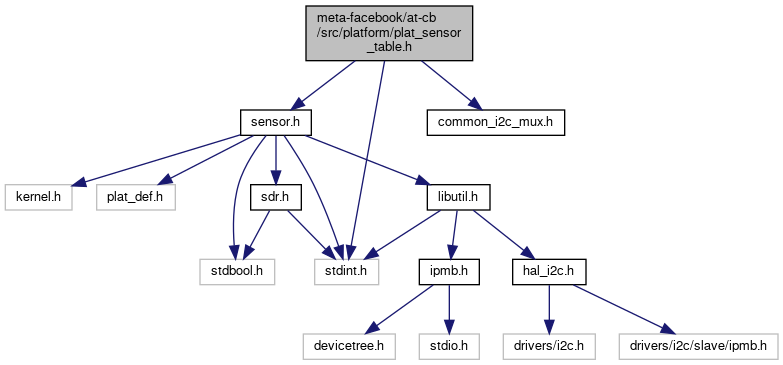 meta-facebook/at-cb
/src/platform/plat_sensor
_table.h
sensor.h
common_i2c_mux.h
kernel.h
plat_def.h
sdr.h
libutil.h
stdbool.h
stdint.h
ipmb.h
hal_i2c.h
devicetree.h
stdio.h
drivers/i2c.h
drivers/i2c/slave/ipmb.h